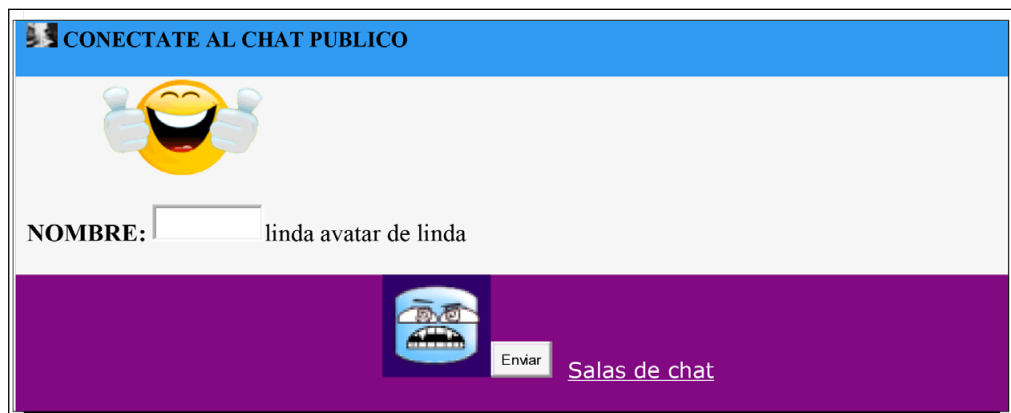 CONECTATE AL CHAT PUBLICO
NOMBRE: linda avatar de linda
Enviar Salas de chat